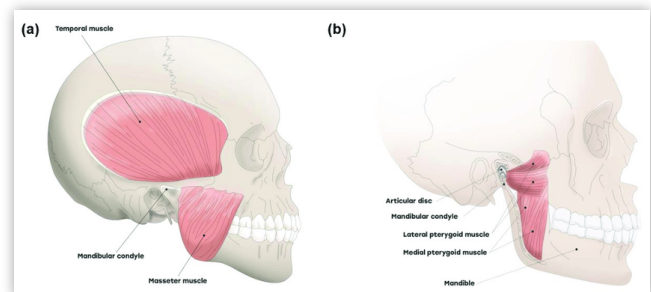 (a)
Temporal muscle
Mandibular condyle
Masseter muscle
(b)
Articular disc
Mandibular condyle
Lateral pterygoid muscle
Medial pterygoid muscle
Mandible